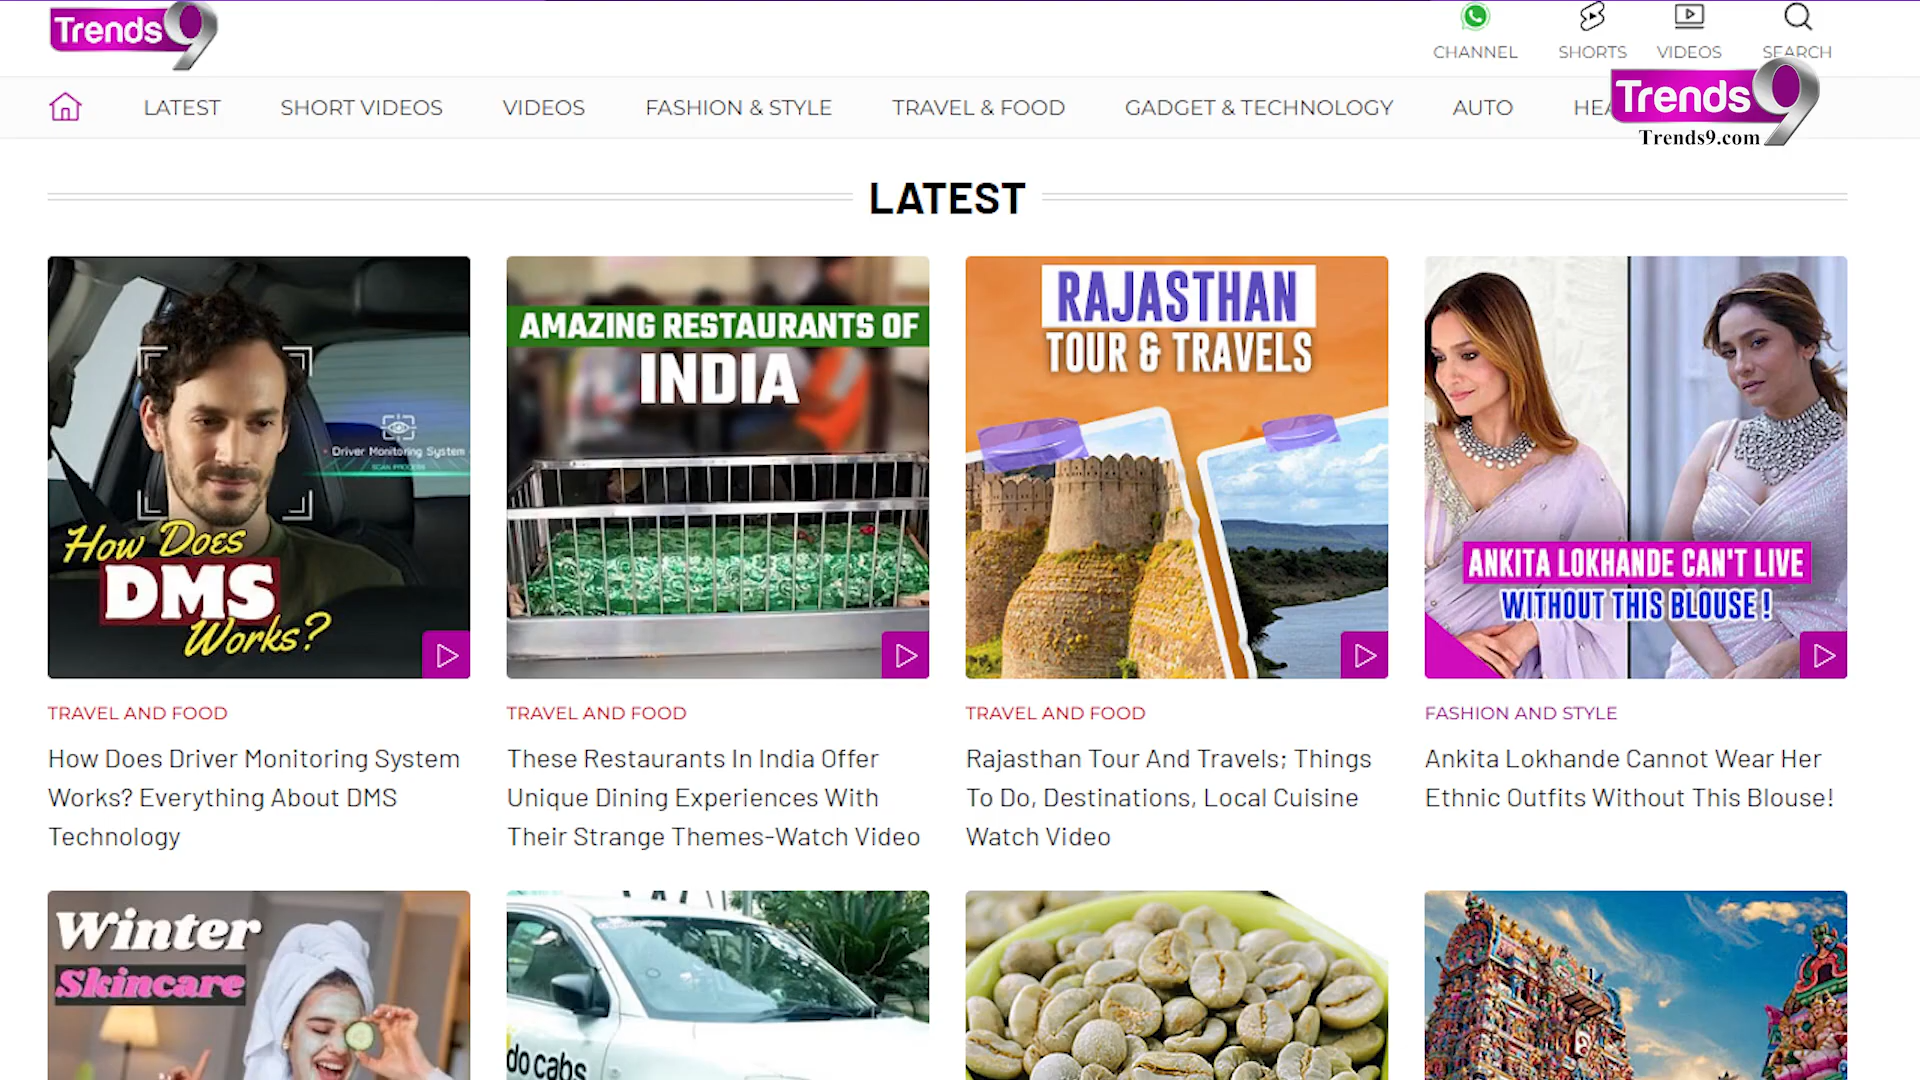 Trends9
CHANNEL
SHORTS
VIDEOS
SEARCH
LATEST
SHORT VIDEOS
VIDEOS
FASHION & STYLE
TRAVEL & FOOD
GADGET & TECHNOLOGY
AUTO
HEA
Trends9
Trends9.com
LATEST
Driver Monitoring System
SCAN PROCESS
How Does
DMS
Works?
AMAZING RESTAURANTS OF
INDIA
RAJASTHAN
TOUR & TRAVELS
ANKITA LOKHANDE CAN'T LIVE
WITHOUT THIS BLOUSE !
TRAVEL AND FOOD
How Does Driver Monitoring System
Works? Everything About DMS
Technology
TRAVEL AND FOOD
These Restaurants In India Offer
Unique Dining Experiences With
Their Strange Themes-Watch Video
TRAVEL AND FOOD
Rajasthan Tour And Travels; Things
To Do, Destinations, Local Cuisine
Watch Video
FASHION AND STYLE
Ankita Lokhande Cannot Wear Her
Ethnic Outfits Without This Blouse!
Winter
Skincare
do cabs